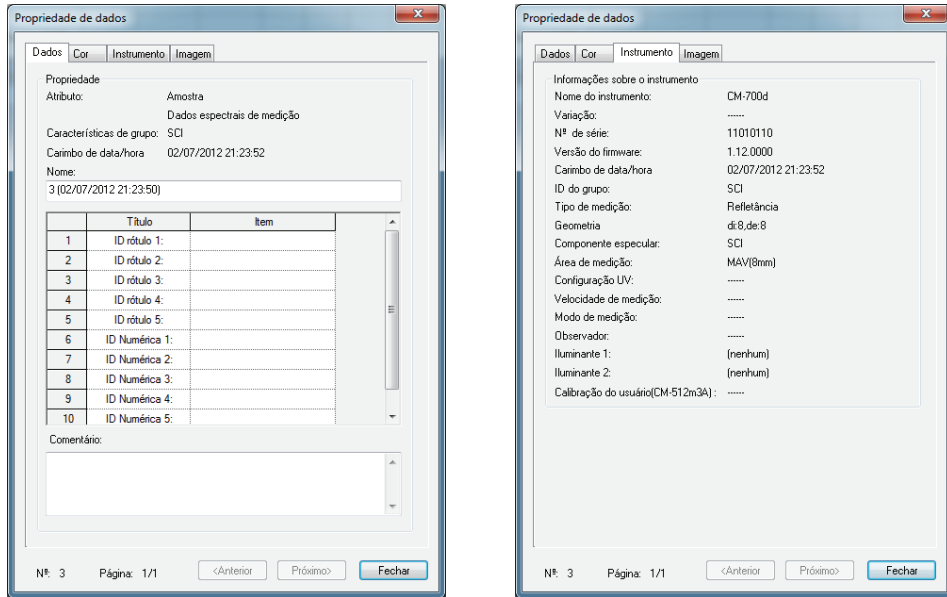 Propriedade de dados
Dados Cor Instrumento Imagem
Propriedade
Atributo: Amostra
Dados espectrais de medição
Características de grupo: SCI
Carimbo de data/hora 02/07/2012 21:23:52
Nome:
3 (02/07/2012 21:23:50)
Título Item
1 ID rótulo 1:
2 ID rótulo 2:
3 ID rótulo 3:
4 ID rótulo 4:
5 ID rótulo 5:
6 ID Numérica 1:
7 ID Numérica 2:
8 ID Numérica 3:
9 ID Numérica 4:
10 ID Numérica 5:
Comentário:
Nº: 3 Página: 1/1 <Anterior Próximo> Fechar
Propriedade de dados
Dados Cor Instrumento Imagem
Informações sobre o instrumento
Nome do instrumento: CM-700d
Variação: ------
Nº de série: 11010110
Versão do firmware: 1.12.0000
Carimbo de data/hora 02/07/2012 21:23:52
ID do grupo: SCI
Tipo de medição: Refletância
Geometria di:8,de:8
Componente especular: SCI
Área de medição: MAV(8mm)
Configuração UV: ------
Velocidade de medição: ------
Modo de medição: ------
Observador: ------
Iluminante 1: (nenhum)
Iluminante 2: (nenhum)
Calibração do usuário(CM-512m3A) : ------
Nº: 3 Página: 1/1 <Anterior Próximo> Fechar